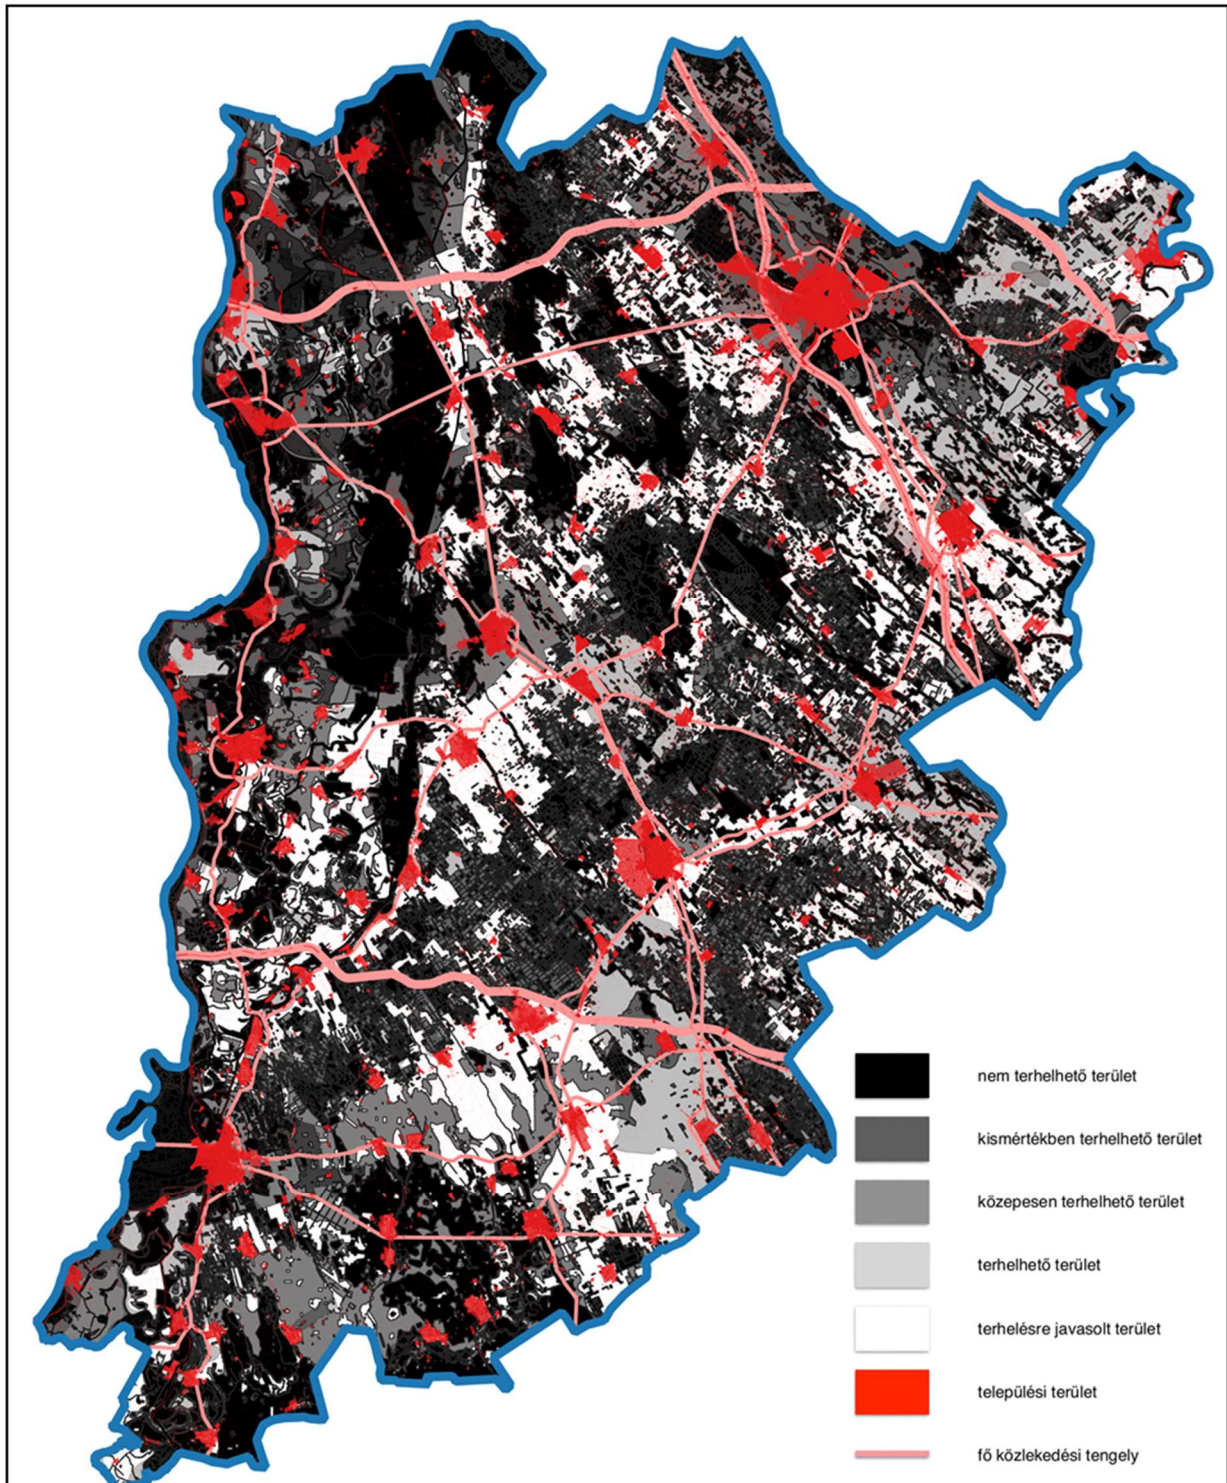 nem terhelhető terület
kismértékben terhelhető terület
közepesen terhelhető terület
terhelhető terület
terhelésre javasolt terület
települési terület
fő közlekedési tengely